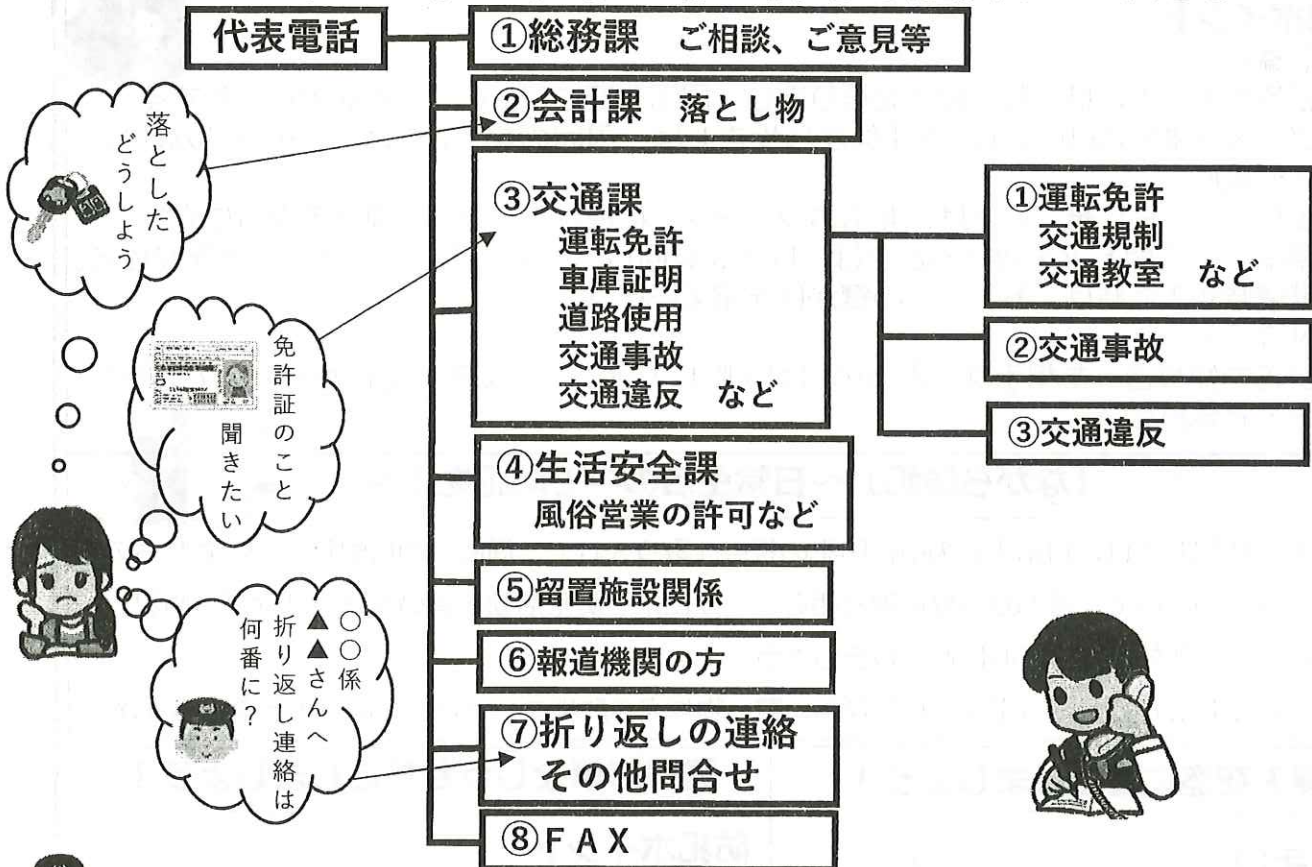 代表電話
①総務課　ご相談、ご意見等
②会計課　落とし物
③交通課
運転免許
車庫証明
道路使用
交通事故
交通違反　など
①運転免許
交通規制
交通教室　など
②交通事故
③交通違反
④生活安全課
風俗営業の許可など
⑤留置施設関係
⑥報道機関の方
⑦折り返しの連絡
その他問合せ
⑧ＦＡＸ
落とした
どうしよう
免許証のこと
聞きたい
○○係
▲▲さんへ
折り返し連絡は
何番に？